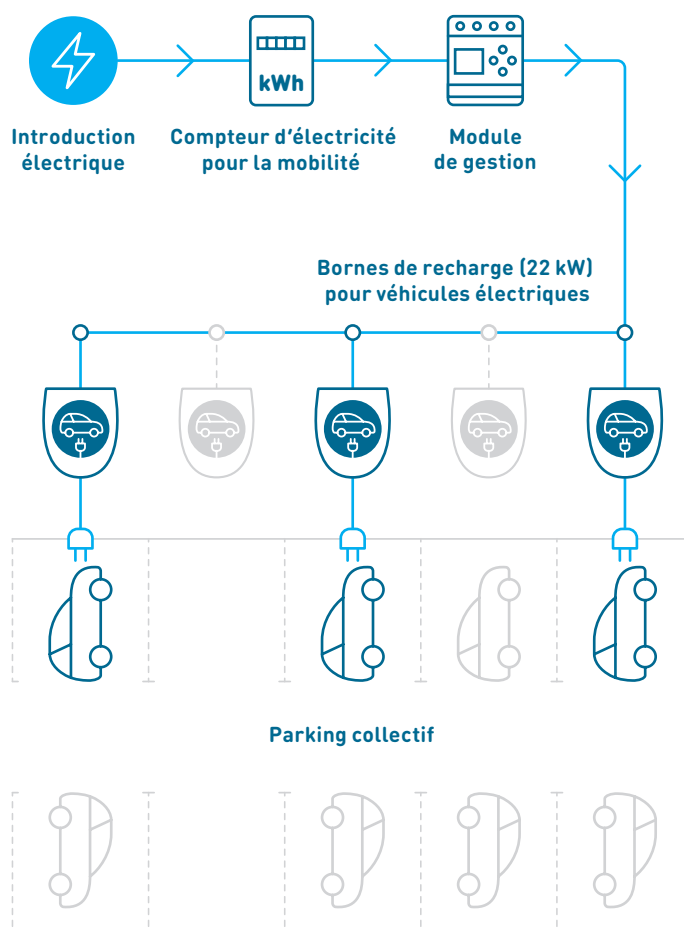 kWh
Introduction
électrique
Compteur d’électricité
pour la mobilité
Module
de gestion
Bornes de recharge (22 kW)
pour véhicules électriques
Parking collectif